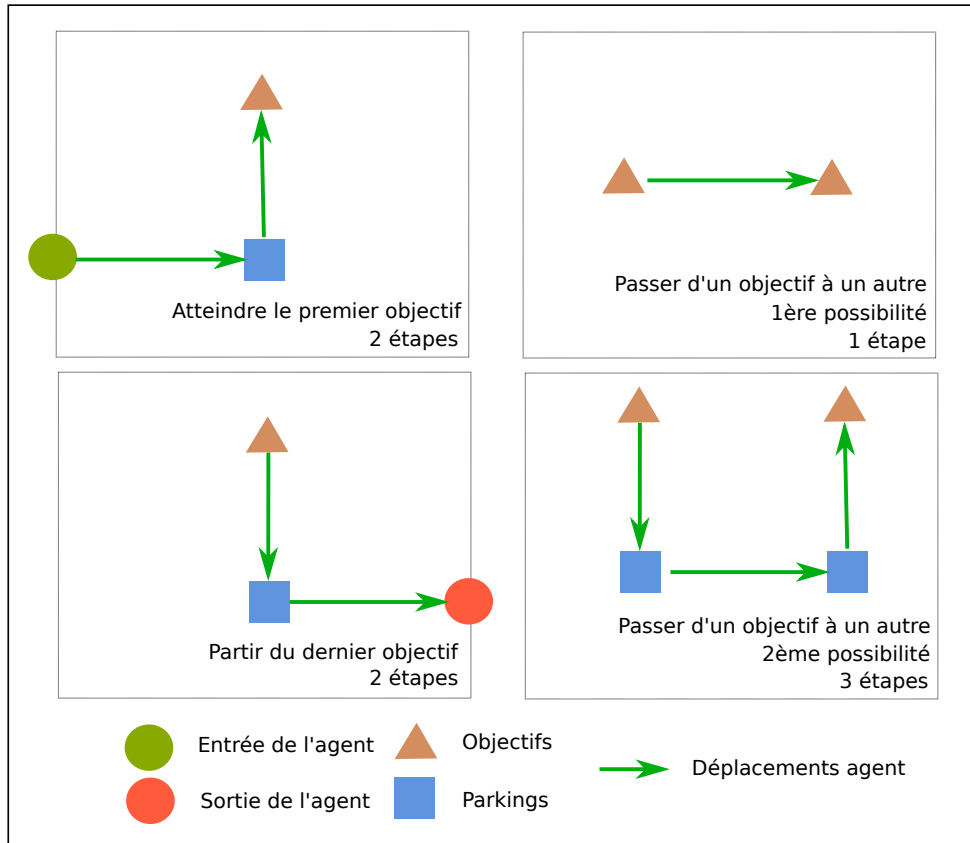 Atteindre le premier objectif
2 étapes
Passer d'un objectif à un autre
1ère possibilité
1 étape
Partir du dernier objectif
2 étapes
Passer d'un objectif à un autre
2ème possibilité
3 étapes
Entrée de l'agent
Objectifs
Déplacements agent
Sortie de l'agent
Parkings